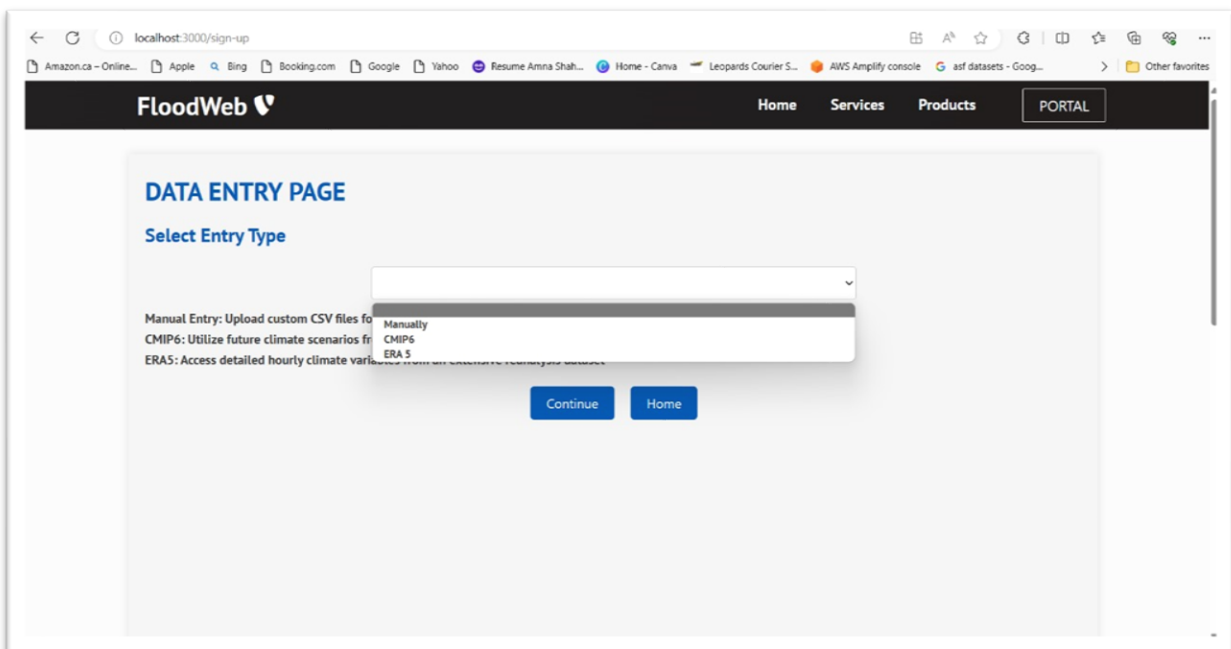 localhost:3000/sign-up
Amazon.ca – Online... Apple Bing Booking.com Google Yahoo Resume Amna Shah... Home - Canva Leopards Courier S... AWS Amplify console asf datasets - Goog... Other favorites
FloodWeb Home Services Products PORTAL
DATA ENTRY PAGE
Select Entry Type
Manual Entry: Upload custom CSV files fo
Manually
CMIP6: Utilize future climate scenarios fr
CMIP6
ERA5: Access detailed hourly climate vari
ERA 5
Continue Home